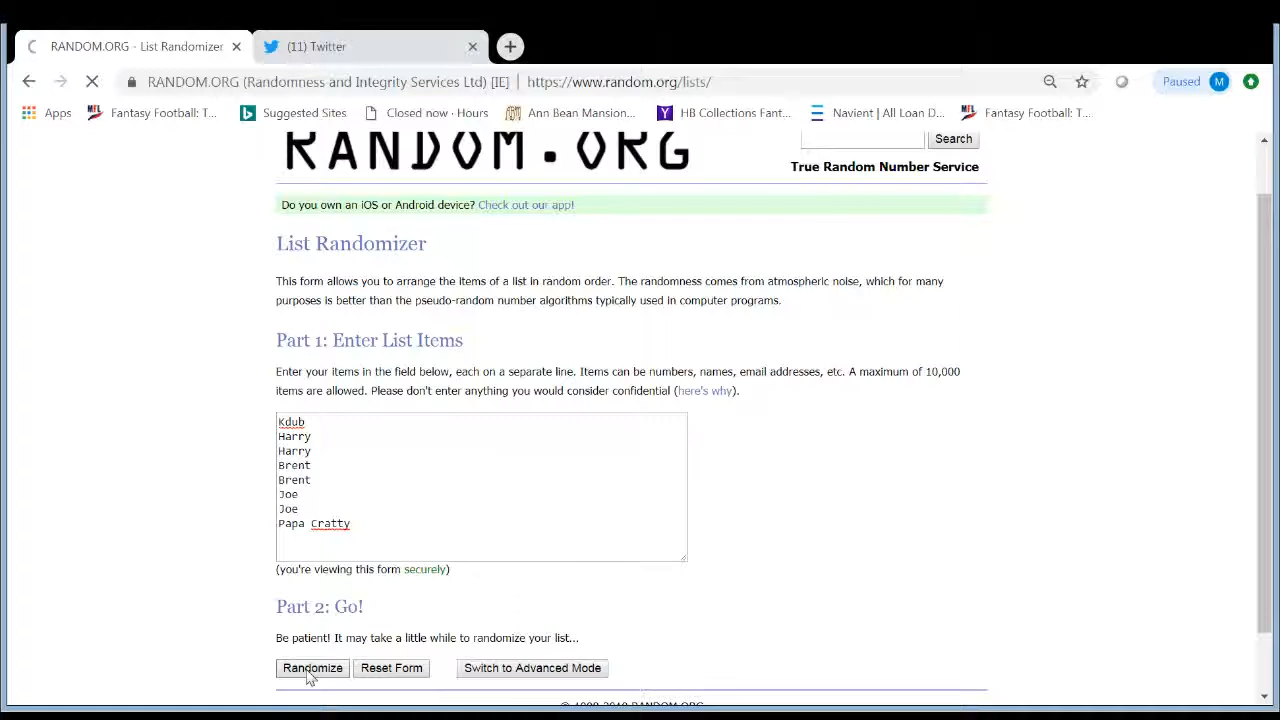 RANDOM.ORG - List Randomizer
(11) Twitter
RANDOM.ORG (Randomness and Integrity Services Ltd) [IE] https://www.random.org/lists/
Paused M
Apps Fantasy Football: T... Suggested Sites Closed now · Hours Ann-Bean Mansion... HB Collections Fant... Navient | All Loan D... Fantasy Football: T...
RANDOM.ORG
Search
True Random Number Service
Do you own an iOS or Android device? Check out our app!
List Randomizer
This form allows you to arrange the items of a list in random order. The randomness comes from atmospheric noise, which for many
purposes is better than the pseudo-random number algorithms typically used in computer programs.
Part 1: Enter List Items
Enter your items in the field below, each on a separate line. Items can be numbers, names, email addresses, etc. A maximum of 10,000
items are allowed. Please don't enter anything you would consider confidential (here's why).
Kdub
Harry
Harry
Brent
Brent
Joe
Joe
Papa Cratty
(you're viewing this form securely)
Part 2: Go!
Be patient! It may take a little while to randomize your list...
Randomize Reset Form Switch to Advanced Mode